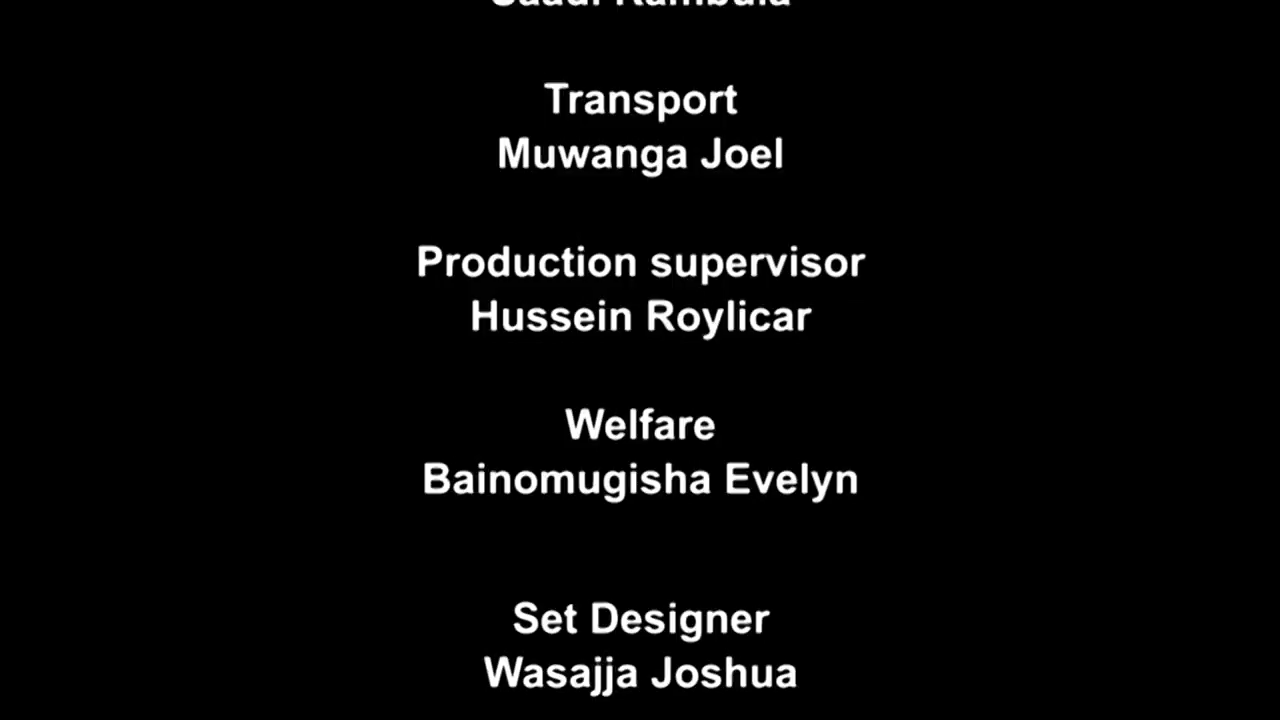 Transport
Muwanga Joel
Production supervisor
Hussein Roylicar
Welfare
Bainomugisha Evelyn
Set Designer
Wasajja Joshua